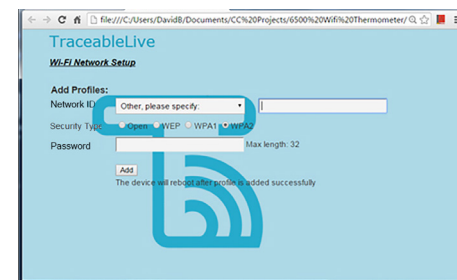 file:///C:/Users/DavidB/Documents/CC%20Projects/6500%20Wifi%20Thermometer/
TraceableLive
Wi-Fi Network Setup
Add Profiles:
Network ID Other, please specify:
Security Type Open WEP WPA1 WPA2
Password Max length: 32
Add
The device will reboot after profile is added successfully